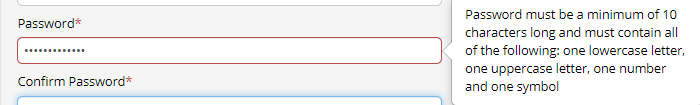 Password*
•••••••••••••
Confirm Password*
Password must be a minimum of 10
characters long and must contain all
of the following: one lowercase letter,
one uppercase letter, one number
and one symbol